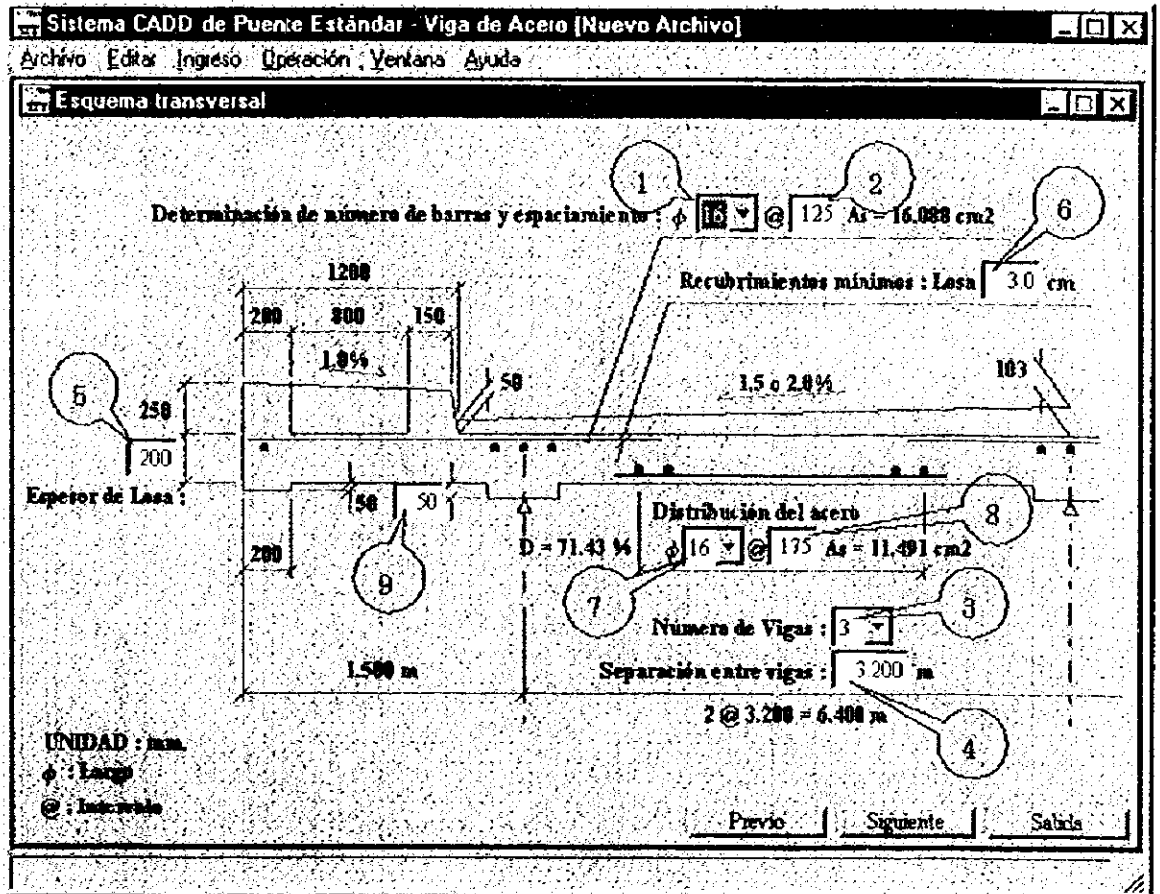 Sistema CADD de Puente Estándar - Viga de Acero [Nuevo Archivo]
Archivo Editar Ingreso Operación Ventana Ayuda
Esquema transversal
1
2
6
Determinación de número de barras y espaciamiento : ϕ 16 @ 125 As = 16.088 cm2
Recubrimientos mínimos : Losa 3.0 cm
1200
200 800 150
1.0%
50
1.5 o 2.0%
103
5
250
200
Espesor de Losa :
50
50
200
9
Distribución del acero
8
D = 71.43 % ϕ 16 @ 175 As = 11.491 cm2
7
3
Número de Vigas : 3
1.500 m
Separación entre vigas : 3.200 m
2 @ 3.200 = 6.400 m
4
UNIDAD : mm.
ϕ : Largo
@ : Intervalo
Previo Siguiente Salida